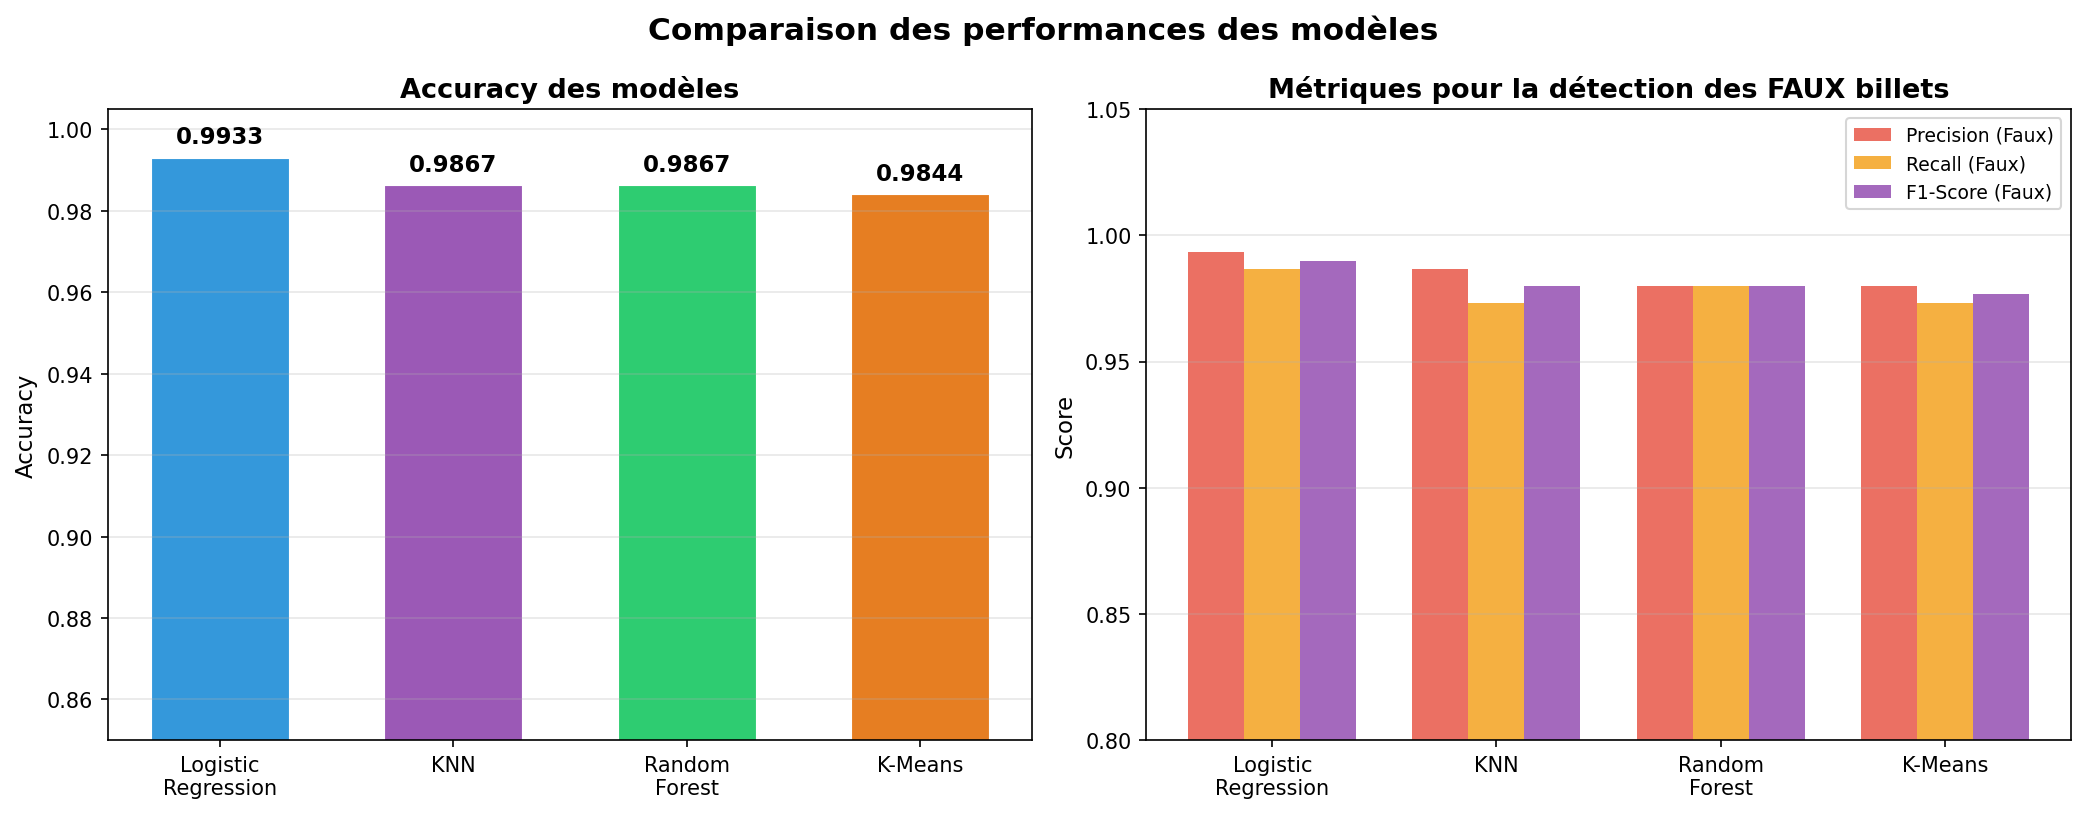 Comparaison des performances des modèles
Accuracy des modèles
1.00
0.98
0.96
0.94
0.92
0.90
0.88
0.86
Accuracy
0.9933
0.9867
0.9867
0.9844
Logistic
Regression
KNN
Random
Forest
K-Means
Métriques pour la détection des FAUX billets
1.05
1.00
0.95
0.90
0.85
0.80
Score
Precision (Faux)
Recall (Faux)
F1-Score (Faux)
Logistic
Regression
KNN
Random
Forest
K-Means